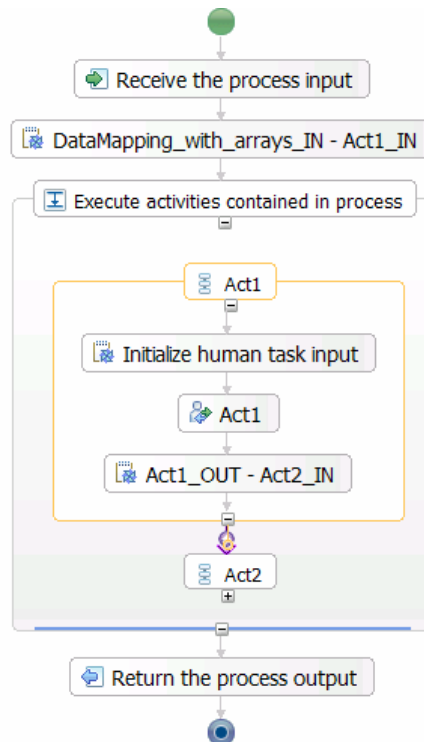 Receive the process input
DataMapping_with_arrays_IN - Act1_IN
Execute activities contained in process
Act1
Initialize human task input
Act1
Act1_OUT - Act2_IN
Act2
Return the process output